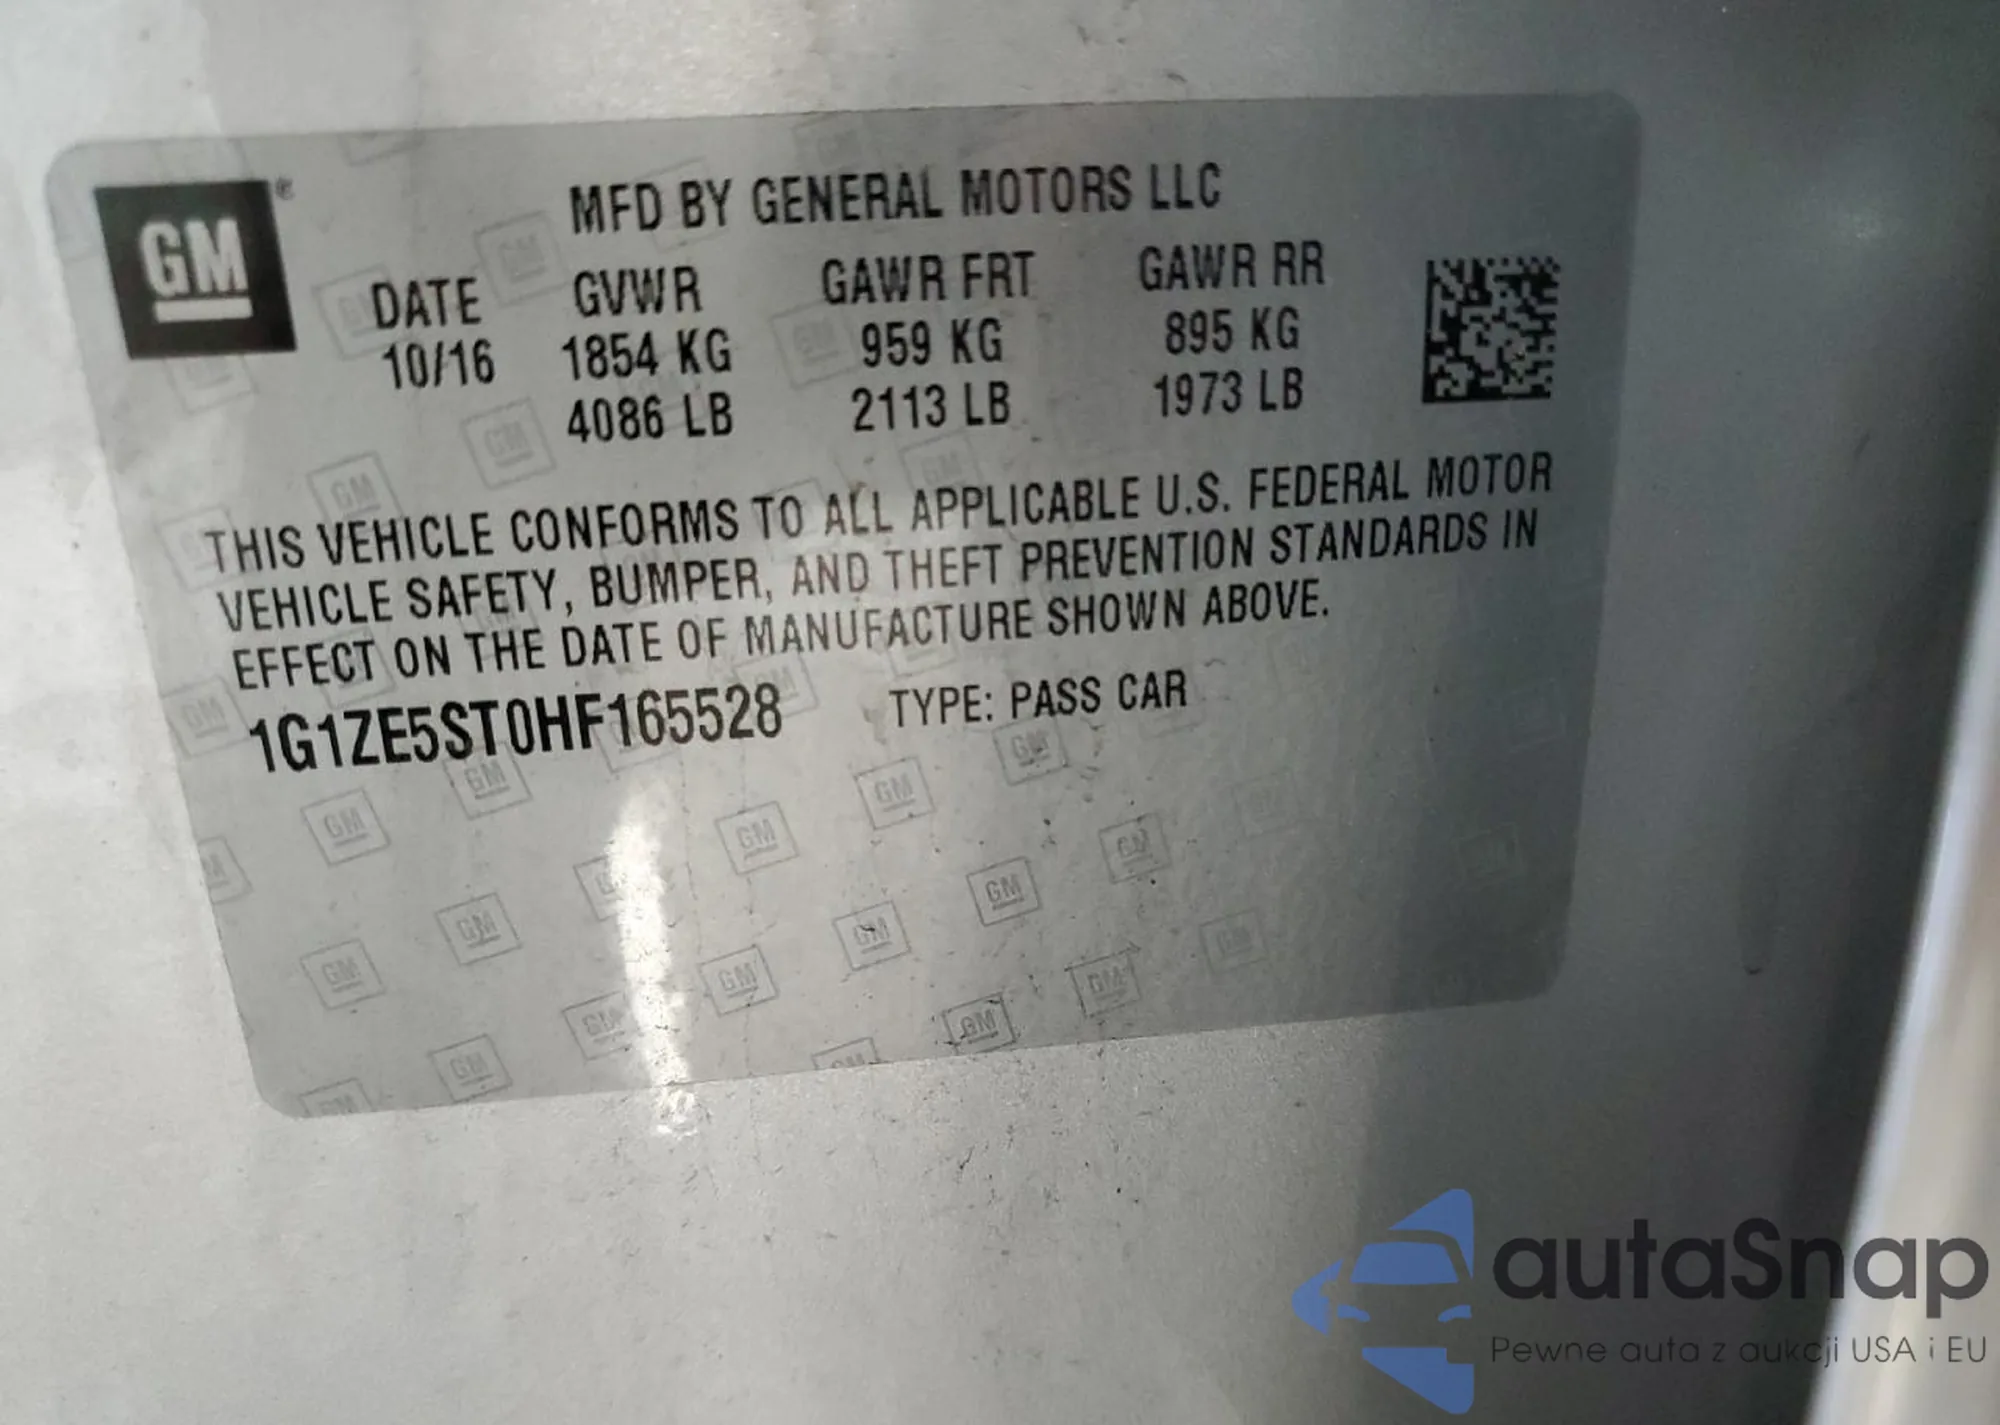 GM
MFD BY GENERAL MOTORS LLC
DATE GVWR GAWR FRT GAWR RR
10/16 1854 KG 959 KG 895 KG
4086 LB 2113 LB 1973 LB
THIS VEHICLE CONFORMS TO ALL APPLICABLE U.S. FEDERAL MOTOR
VEHICLE SAFETY, BUMPER, AND THEFT PREVENTION STANDARDS IN
EFFECT ON THE DATE OF MANUFACTURE SHOWN ABOVE.
1G1ZE5ST0HF165528 TYPE: PASS CAR
autaSnap
Pewne auta z aukcji USA i EU